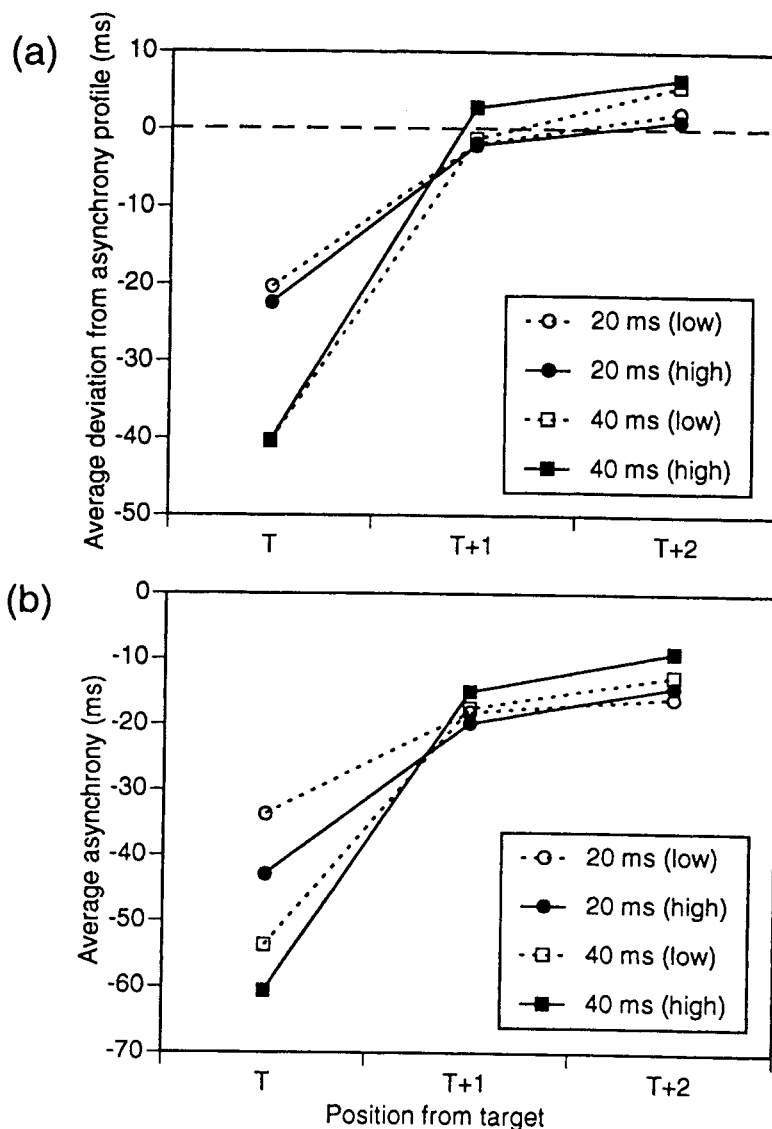 (a)
Average deviation from asynchrony profile (ms)
10
0
-10
-20
-30
-40
-50
20 ms (low)
20 ms (high)
40 ms (low)
40 ms (high)
T
T+1
T+2
(b)
Average asynchrony (ms)
0
-10
-20
-30
-40
-50
-60
-70
20 ms (low)
20 ms (high)
40 ms (low)
40 ms (high)
T
T+1
T+2
Position from target